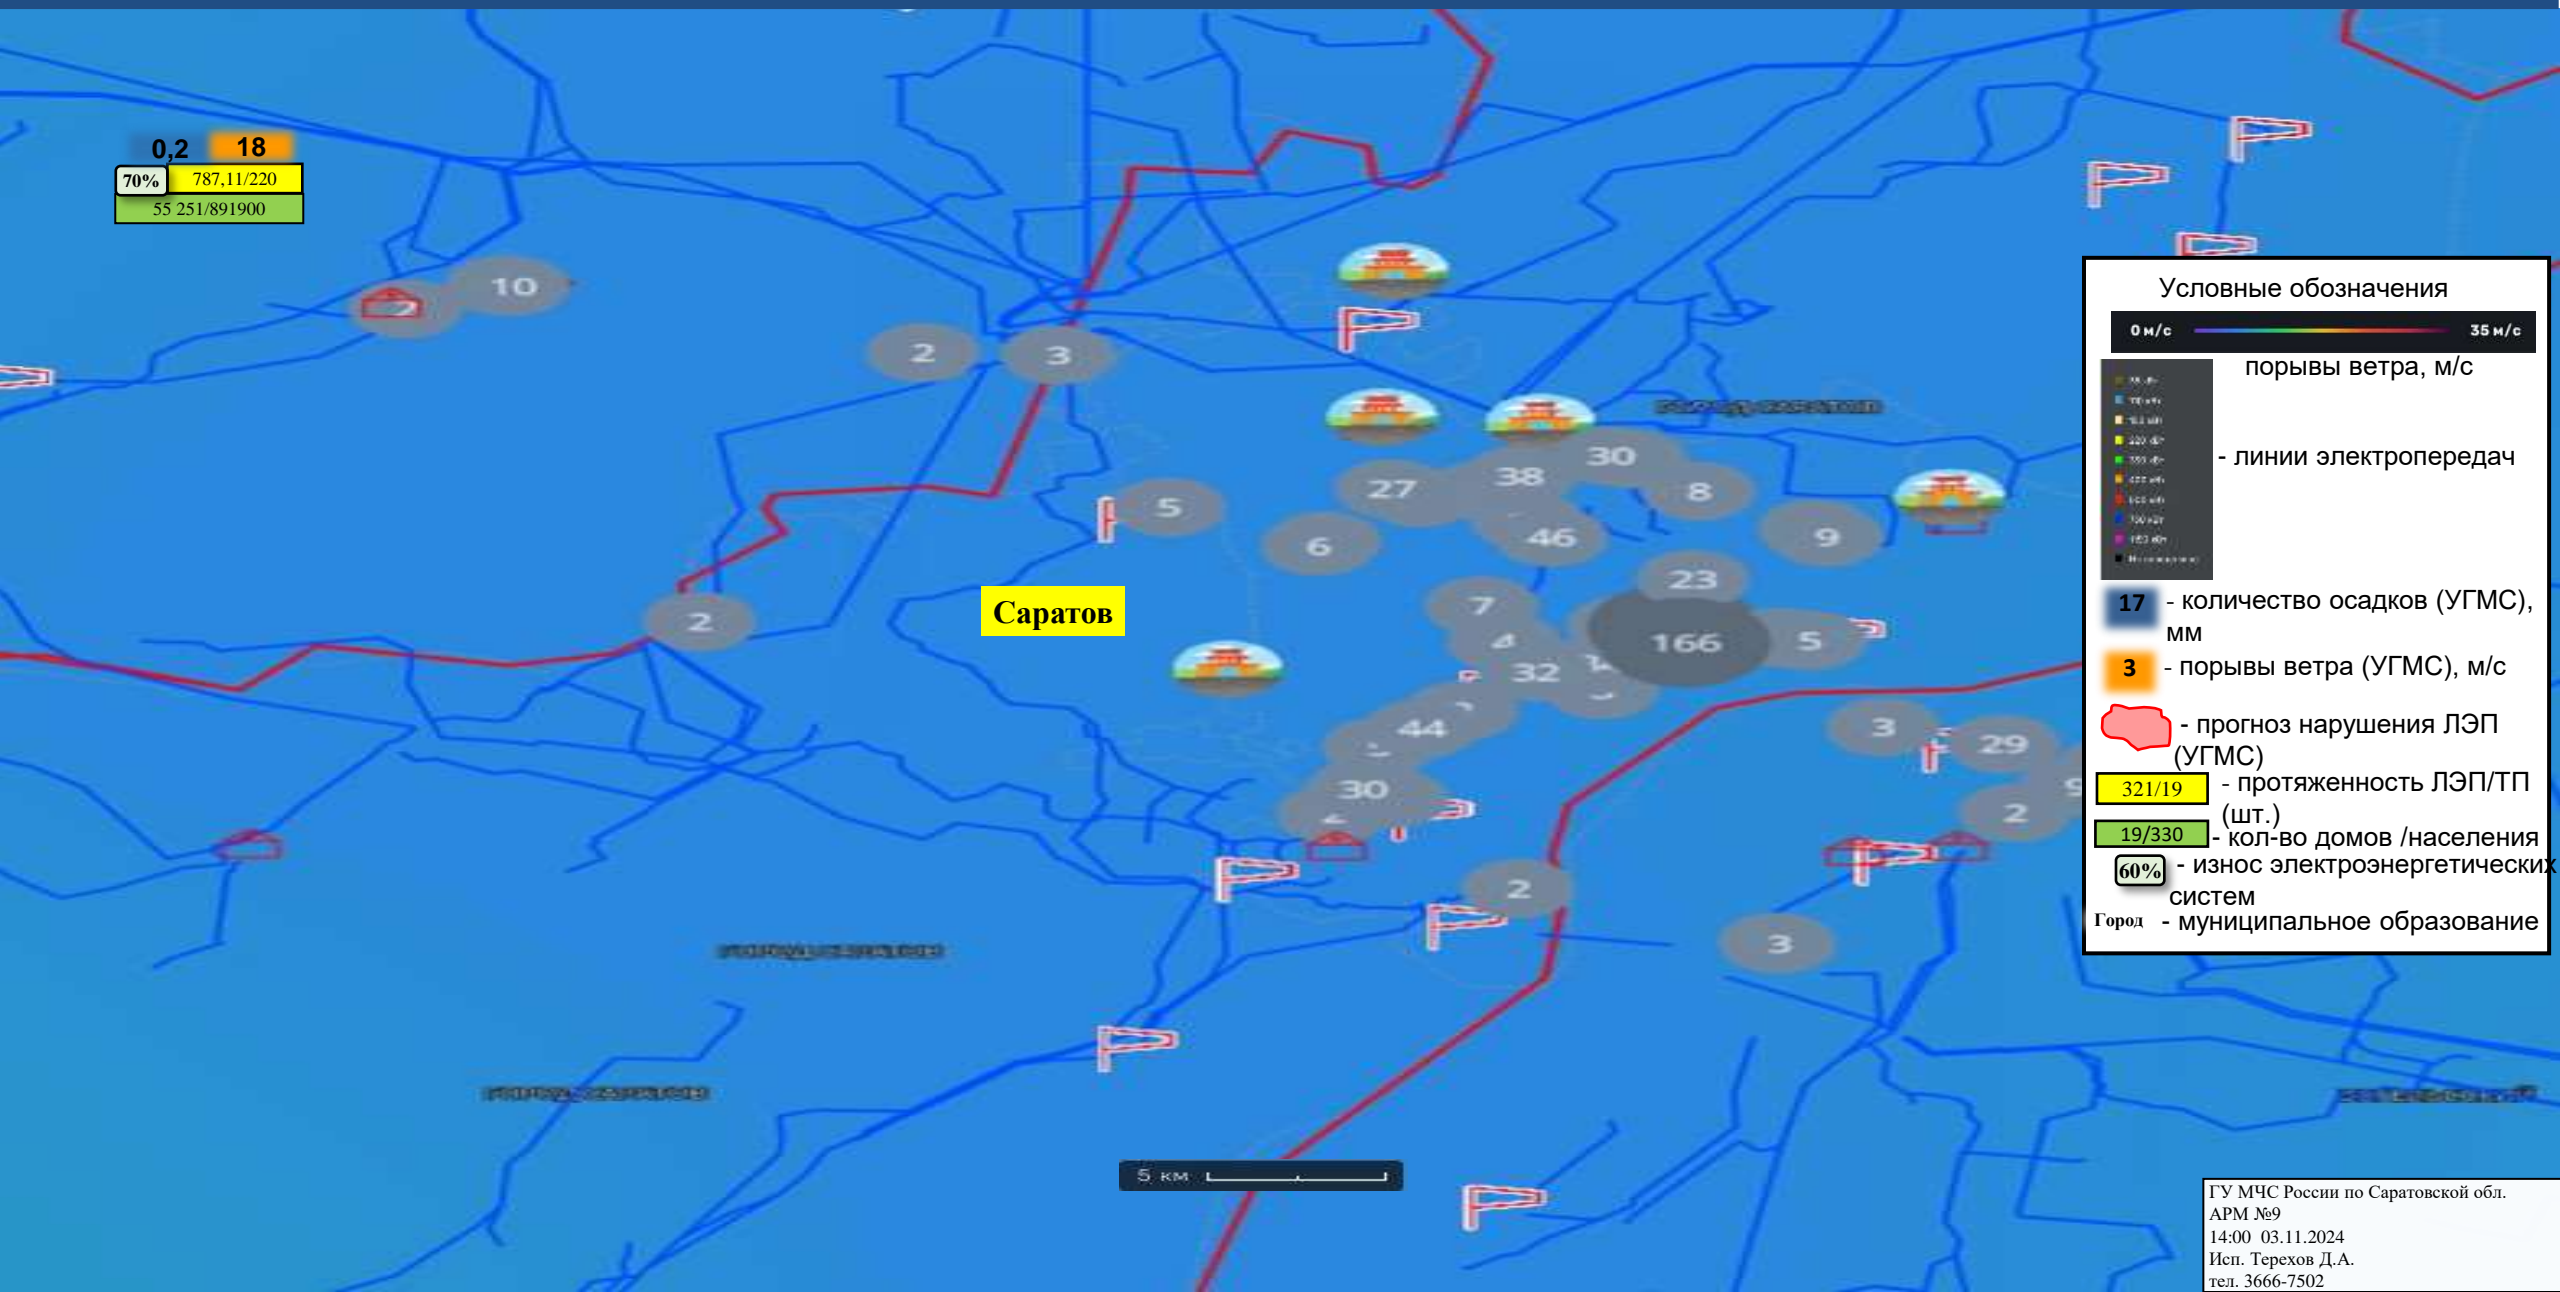 0,2 18
70% 787,11/220
55 251/891900
10
2
2
3
5
27
38
30
8
6
46
9
23
7
4
166
5
32
2
44
3
29
30
2
2
3
Саратов
5 км
Условные обозначения
0 м/с 35 м/с
порывы ветра, м/с
- линии электропередач
17 - количество осадков (УГМС),
мм
3 - порывы ветра (УГМС), м/с
- прогноз нарушения ЛЭП
(УГМС)
321/19 - протяженность ЛЭП/ТП
(шт.)
19/330 - кол-во домов /населения
60% - износ электроэнергетических
систем
Город - муниципальное образование
ГУ МЧС России по Саратовской обл.
АРМ №9
14:00 03.11.2024
Исп. Терехов Д.А.
тел. 3666-7502